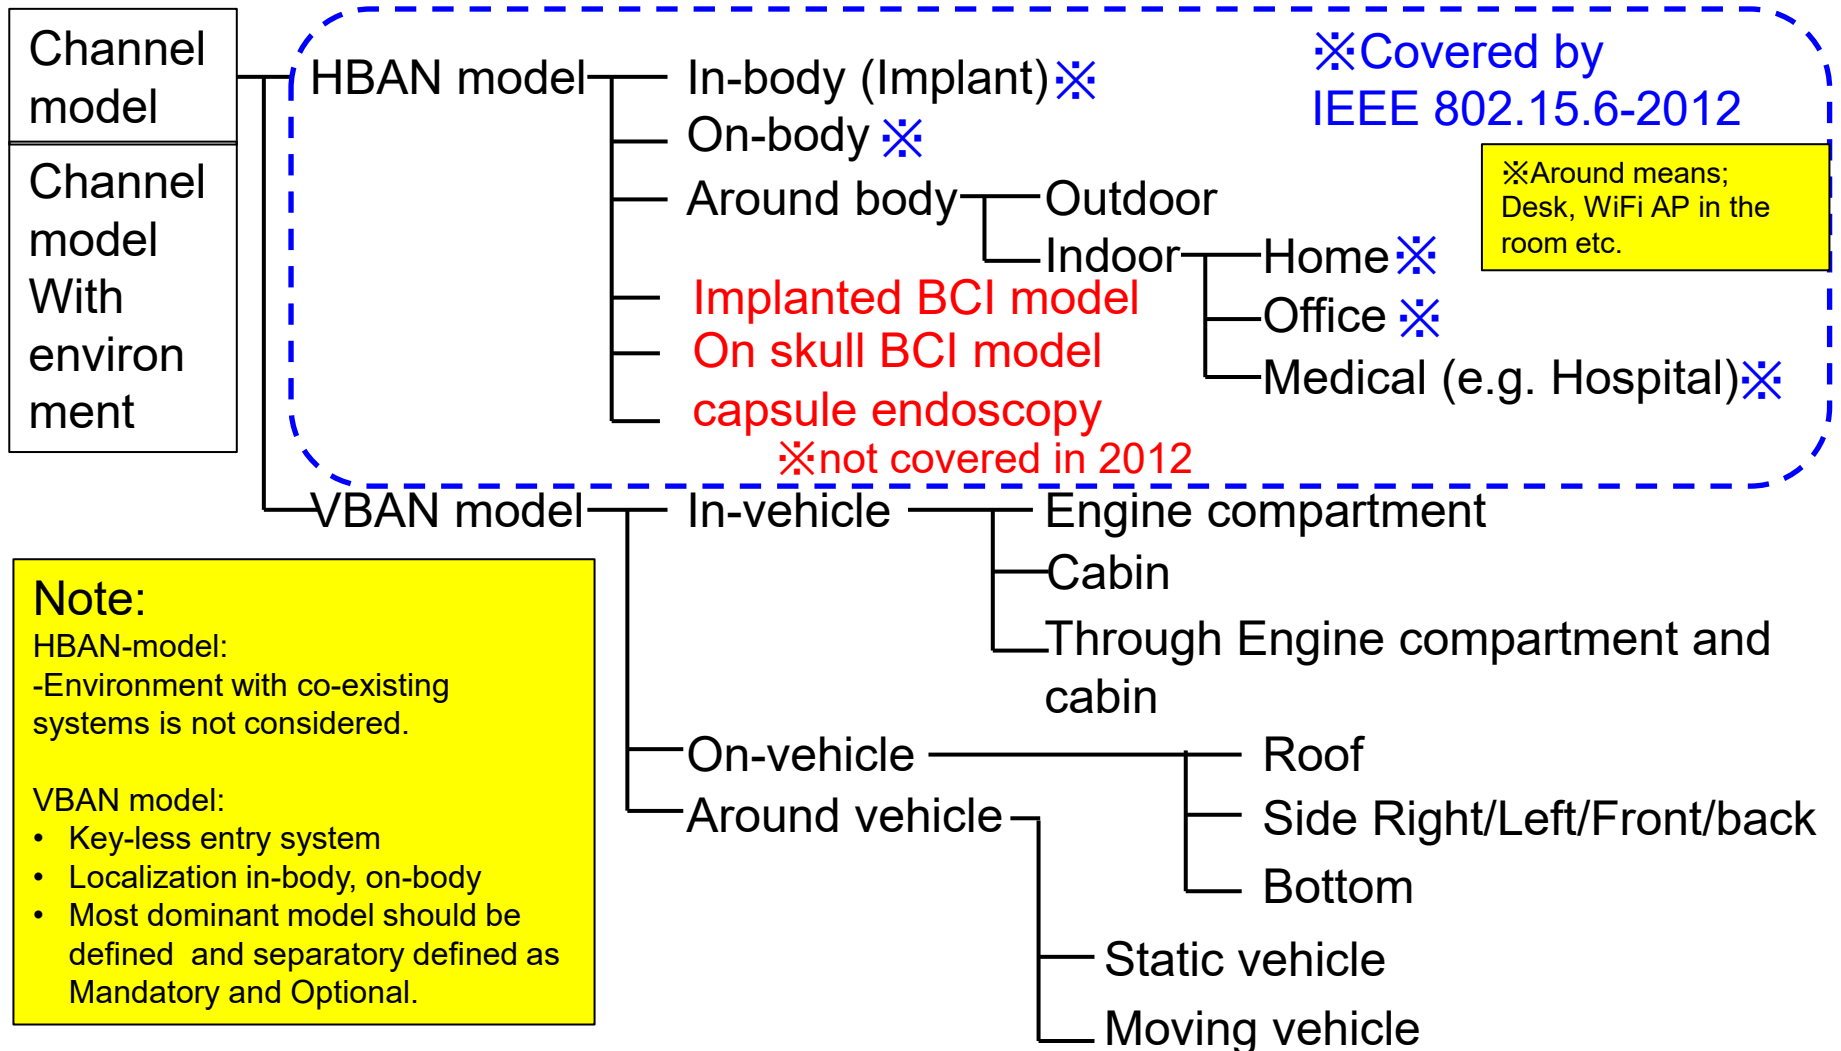 Channel
model
Channel
model
With
environ
ment
HBAN model
In-body (Implant)※
On-body ※
Around body
Outdoor
Indoor
Home※
Office ※
Medical (e.g. Hospital)※
Implanted BCI model
On skull BCI model
capsule endoscopy
※not covered in 2012
※Covered by
IEEE 802.15.6-2012
※Around means;
Desk, WiFi AP in the
room etc.
VBAN model
In-vehicle
Engine compartment
Cabin
Through Engine compartment and
cabin
On-vehicle
Roof
Side Right/Left/Front/back
Bottom
Around vehicle
Static vehicle
Moving vehicle
Note:
HBAN-model:
-Environment with co-existing
systems is not considered.
VBAN model:
• Key-less entry system
• Localization in-body, on-body
• Most dominant model should be
defined  and separatory defined as
Mandatory and Optional.